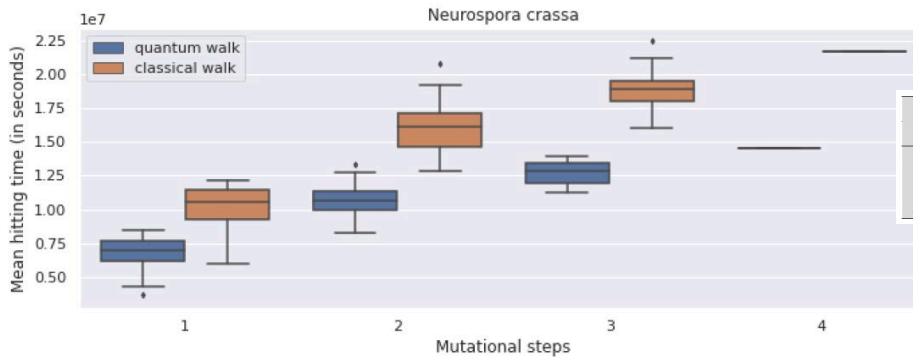 Neurospora crassa
1e7
2.25
2.00
1.75
1.50
1.25
1.00
0.75
0.50
Mean hitting time (in seconds)
quantum walk
classical walk
1 2 3 4
Mutational steps